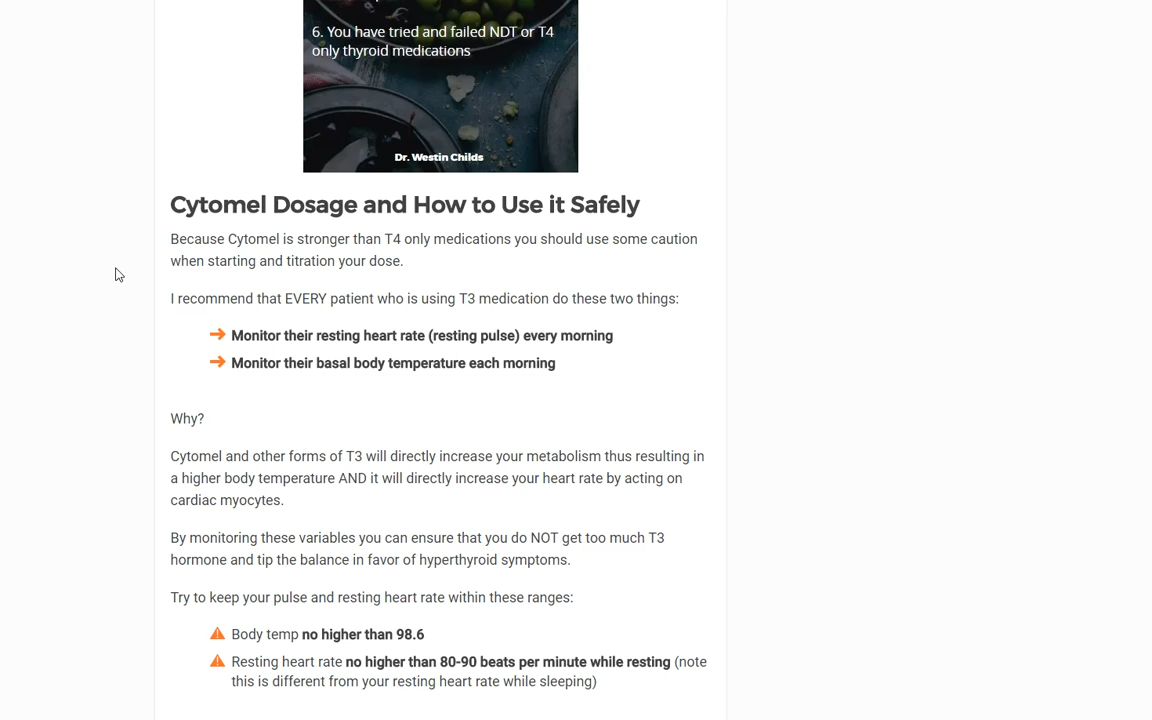 6. You have tried and failed NDT or T4
only thyroid medications
Dr. Westin Childs
Cytomel Dosage and How to Use it Safely
Because Cytomel is stronger than T4 only medications you should use some caution
when starting and titration your dose.
I recommend that EVERY patient who is using T3 medication do these two things:
Monitor their resting heart rate (resting pulse) every morning
Monitor their basal body temperature each morning
Why?
Cytomel and other forms of T3 will directly increase your metabolism thus resulting in
a higher body temperature AND it will directly increase your heart rate by acting on
cardiac myocytes.
By monitoring these variables you can ensure that you do NOT get too much T3
hormone and tip the balance in favor of hyperthyroid symptoms.
Try to keep your pulse and resting heart rate within these ranges:
Body temp no higher than 98.6
Resting heart rate no higher than 80-90 beats per minute while resting (note
this is different from your resting heart rate while sleeping)